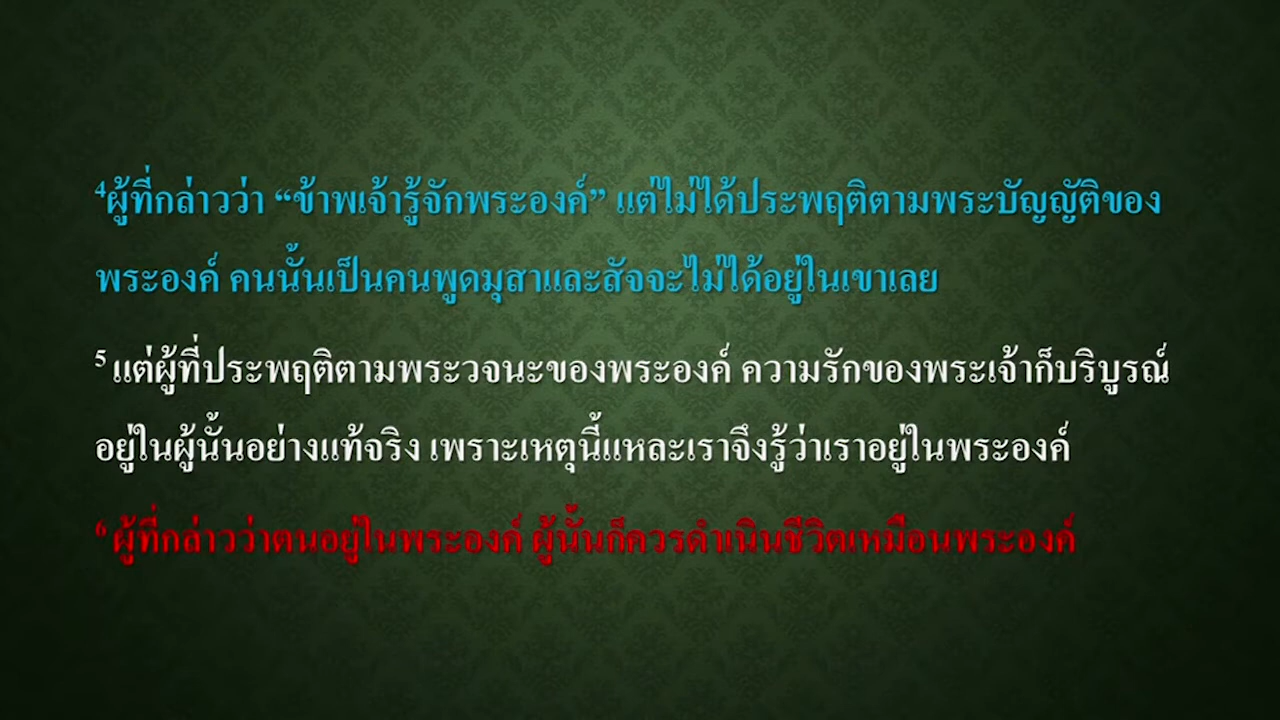 ⁴ผู้ที่กล่าวว่า “ข้าพเจ้ารู้จักพระองค์” แต่ไม่ได้ประพฤติตามพระบัญญัติของ
พระองค์ คนนั้นเป็นคนพูดมุสาและสัจจะไม่ได้อยู่ในเขาเลย
⁵ แต่ผู้ที่ประพฤติตามพระวจนะของพระองค์ ความรักของพระเจ้าก็บริบูรณ์
อยู่ในผู้นั้นอย่างแท้จริง เพราะเหตุนี้แหละเราจึงรู้ว่าเราอยู่ในพระองค์
⁶ ผู้ที่กล่าวว่าตนอยู่ในพระองค์ ผู้นั้นก็ควรดำเนินชีวิตเหมือนพระองค์